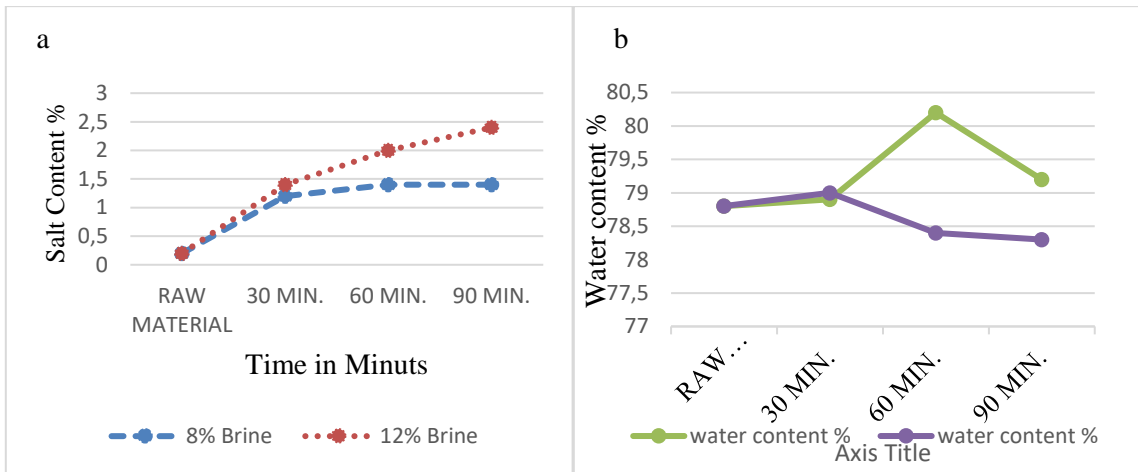 a
Salt Content %
3
2,5
2
1,5
1
0,5
0
RAW MATERIAL
30 MIN.
60 MIN.
90 MIN.
Time in Minuts
8% Brine
12% Brine
b
Water content %
80,5
80
79,5
79
78,5
78
77,5
77
RAW…
30 MIN.
60 MIN.
90 MIN.
water content %
water content %
Axis Title